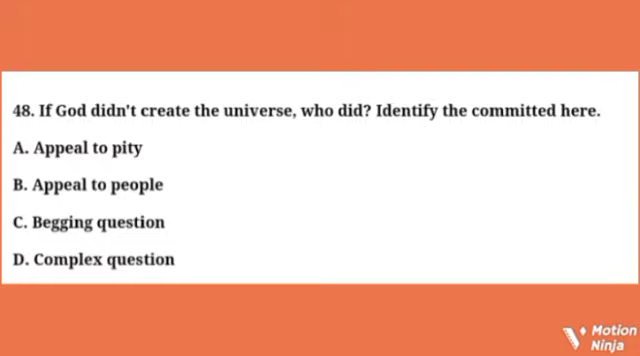 48. If God didn't create the universe, who did? Identify the committed here.
A. Appeal to pity
B. Appeal to people
C. Begging question
D. Complex question
Motion
Ninja